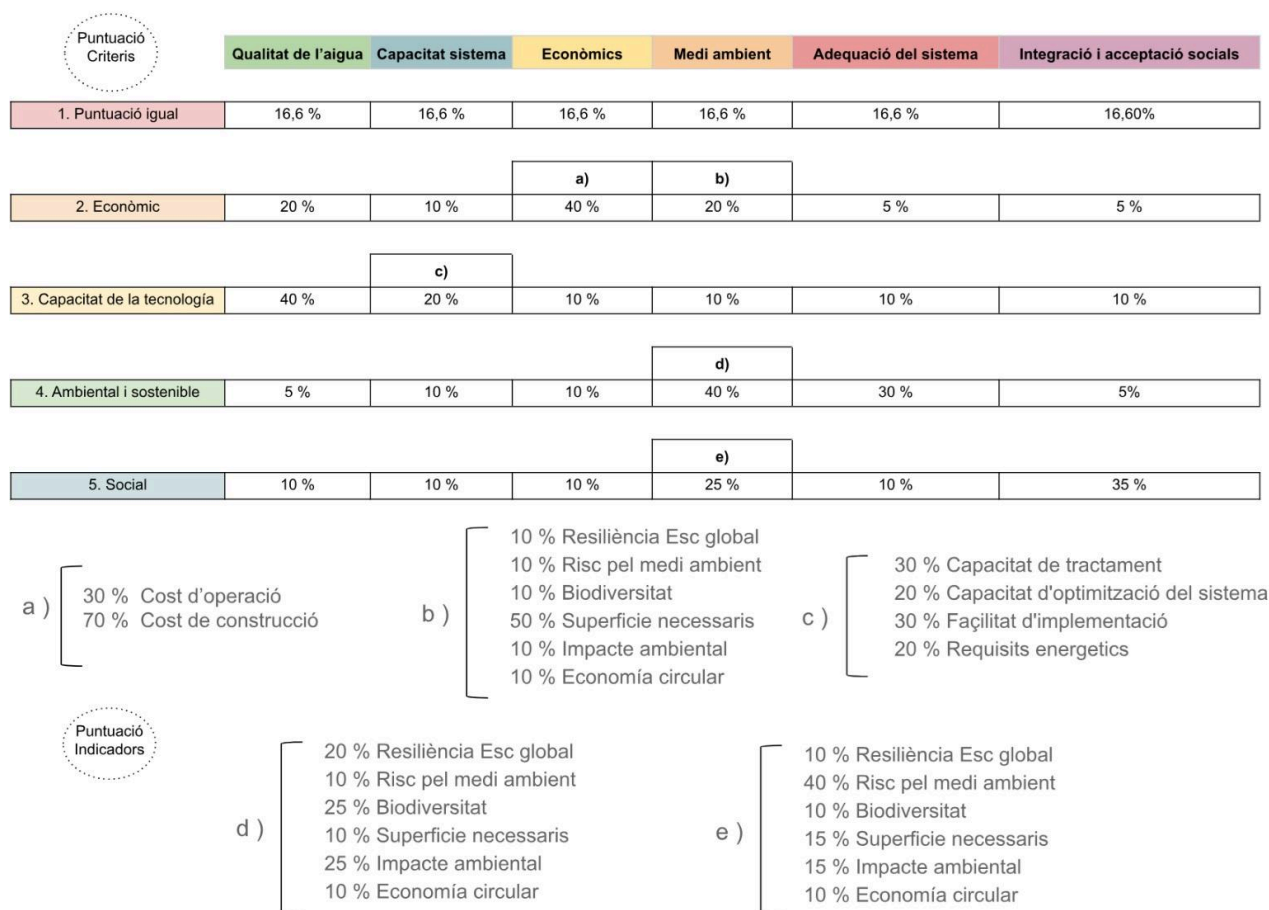 Puntuació
Criteris
Qualitat de l'aigua Capacitat sistema Econòmics Medi ambient Adequació del sistema Integració i acceptació socials
1. Puntuació igual 16,6 % 16,6 % 16,6 % 16,6 % 16,6 % 16,60%
a) b)
2. Econòmic 20 % 10 % 40 % 20 % 5 % 5 %
c)
3. Capacitat de la tecnología 40 % 20 % 10 % 10 % 10 % 10 %
d)
4. Ambiental i sostenible 5 % 10 % 10 % 40 % 30 % 5%
e)
5. Social 10 % 10 % 10 % 25 % 10 % 35 %
a )
30 % Cost d'operació
70 % Cost de construcció
b )
10 % Resiliència Esc global
10 % Risc pel medi ambient
10 % Biodiversitat
50 % Superficie necessaris
10 % Impacte ambiental
10 % Economía circular
c )
30 % Capacitat de tractament
20 % Capacitat d'optimització del sistema
30 % Façilitat d'implementació
20 % Requisits energetics
Puntuació
Indicadors
d )
20 % Resiliència Esc global
10 % Risc pel medi ambient
25 % Biodiversitat
10 % Superficie necessaris
25 % Impacte ambiental
10 % Economía circular
e )
10 % Resiliència Esc global
40 % Risc pel medi ambient
10 % Biodiversitat
15 % Superficie necessaris
15 % Impacte ambiental
10 % Economía circular